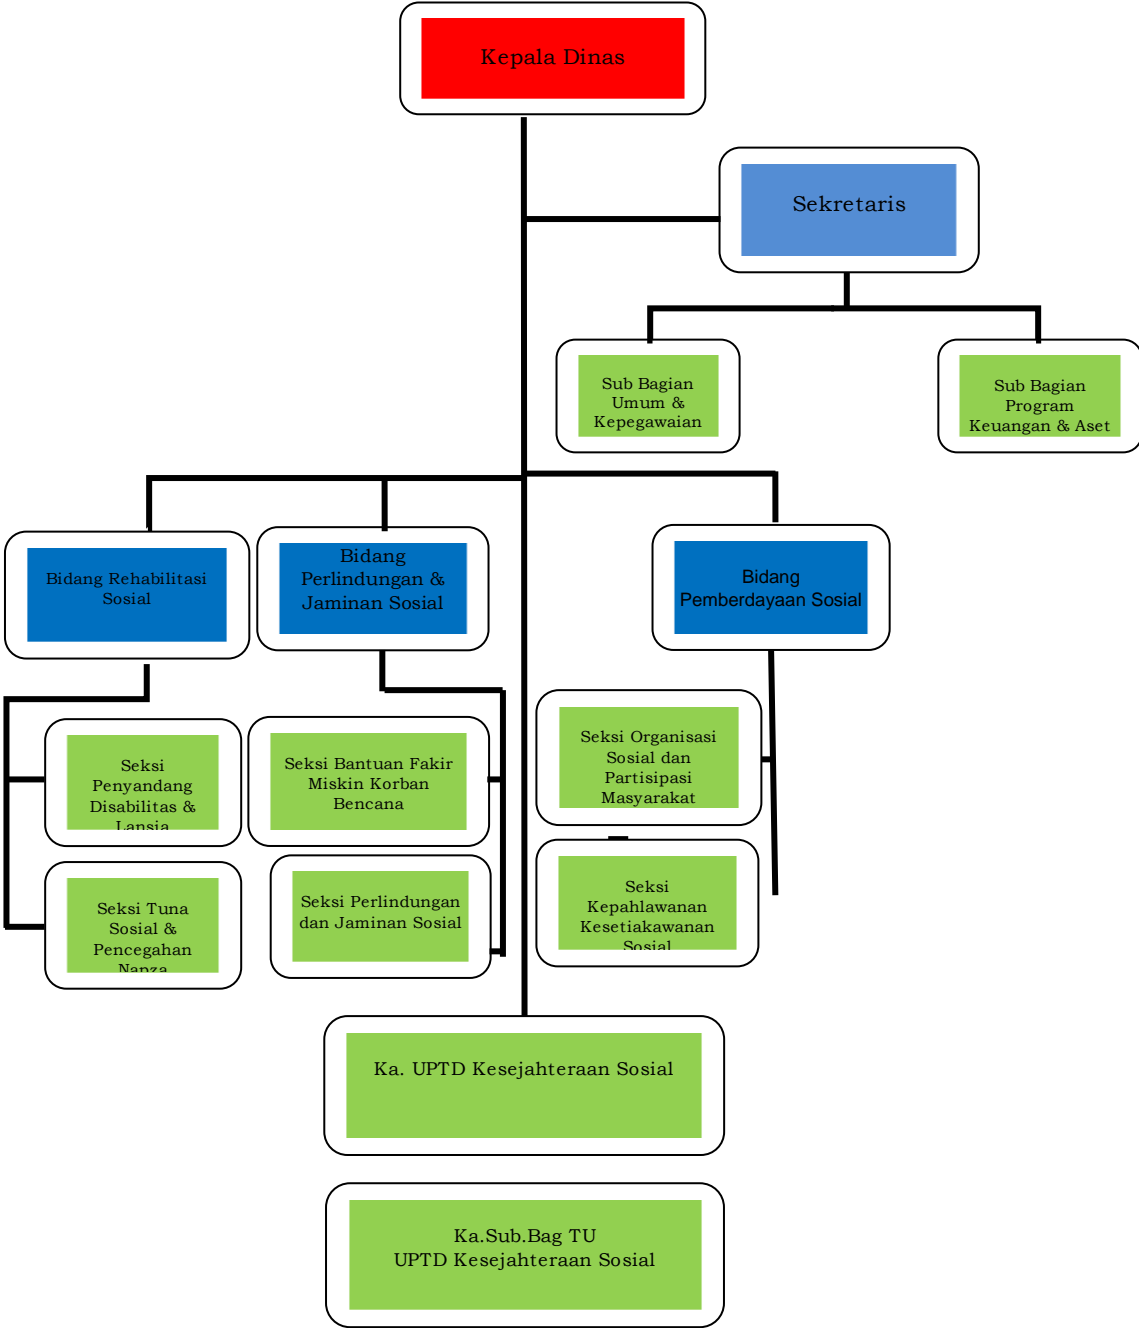 Kepala Dinas
Sekretaris
Sub Bagian
Umum &
Kepegawaian
Sub Bagian
Program
Keuangan & Aset
Bidang Rehabilitasi
Sosial
Bidang
Perlindungan &
Jaminan Sosial
Bidang
Pemberdayaan Sosial
Seksi
Penyandang
Disabilitas &
Lansia
Seksi Bantuan Fakir
Miskin Korban
Bencana
Seksi Organisasi
Sosial dan
Partisipasi
Masyarakat
Seksi Tuna
Sosial &
Pencegahan
Napza
Seksi Perlindungan
dan Jaminan Sosial
Seksi
Kepahlawanan
Kesetiakawanan
Sosial
Ka. UPTD Kesejahteraan Sosial
Ka.Sub.Bag TU
UPTD Kesejahteraan Sosial